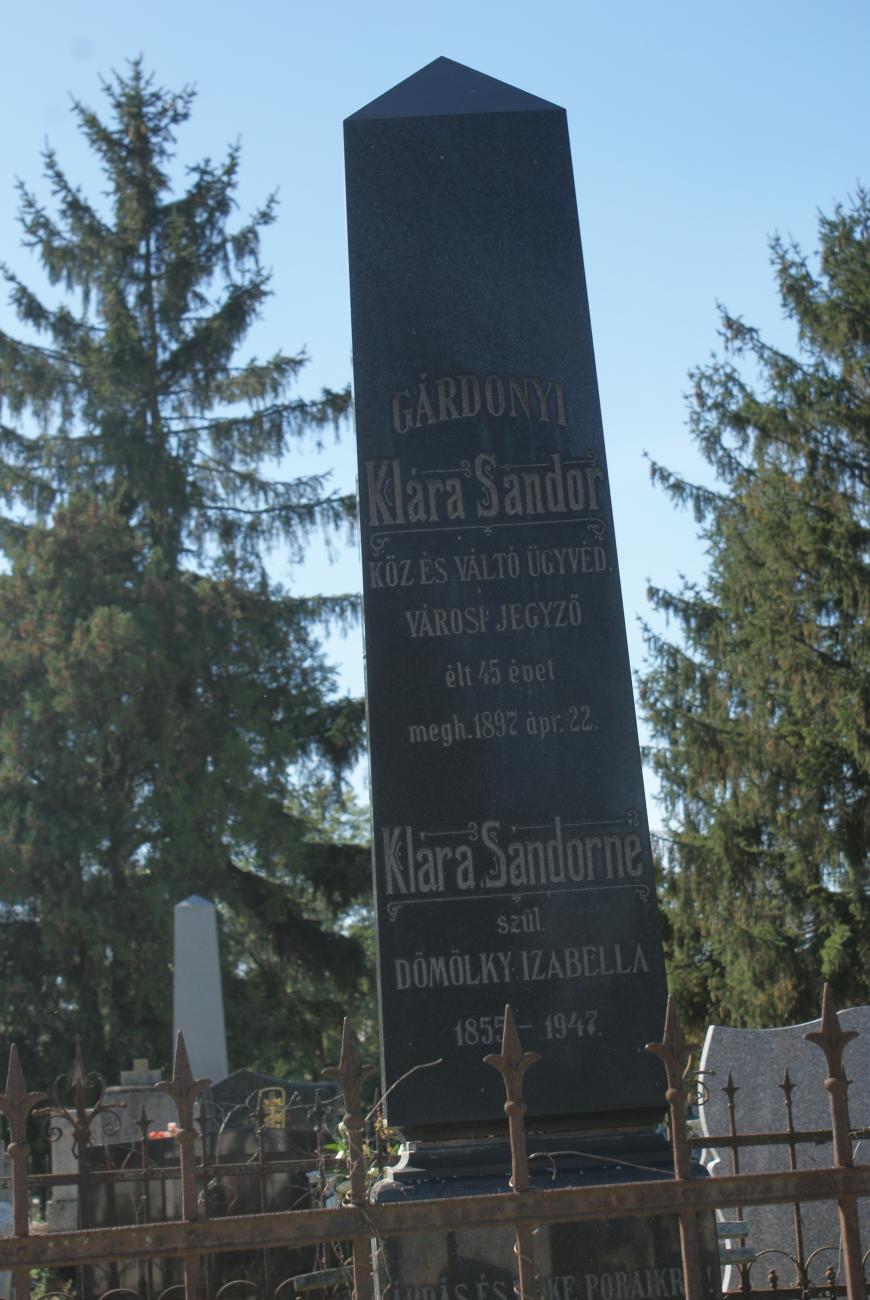 GÁRDONYI
Klára Sándor
KÖZ ÉS VÁLTÓ ÜGYVÉD.
VÁROSI JEGYZŐ
élt 45 évet
megh. 1897 ápr. 22.
Klára Sándorné
szül.
DÖMÖLKY IZABELLA
1855 – 1947.
PORAIKRA